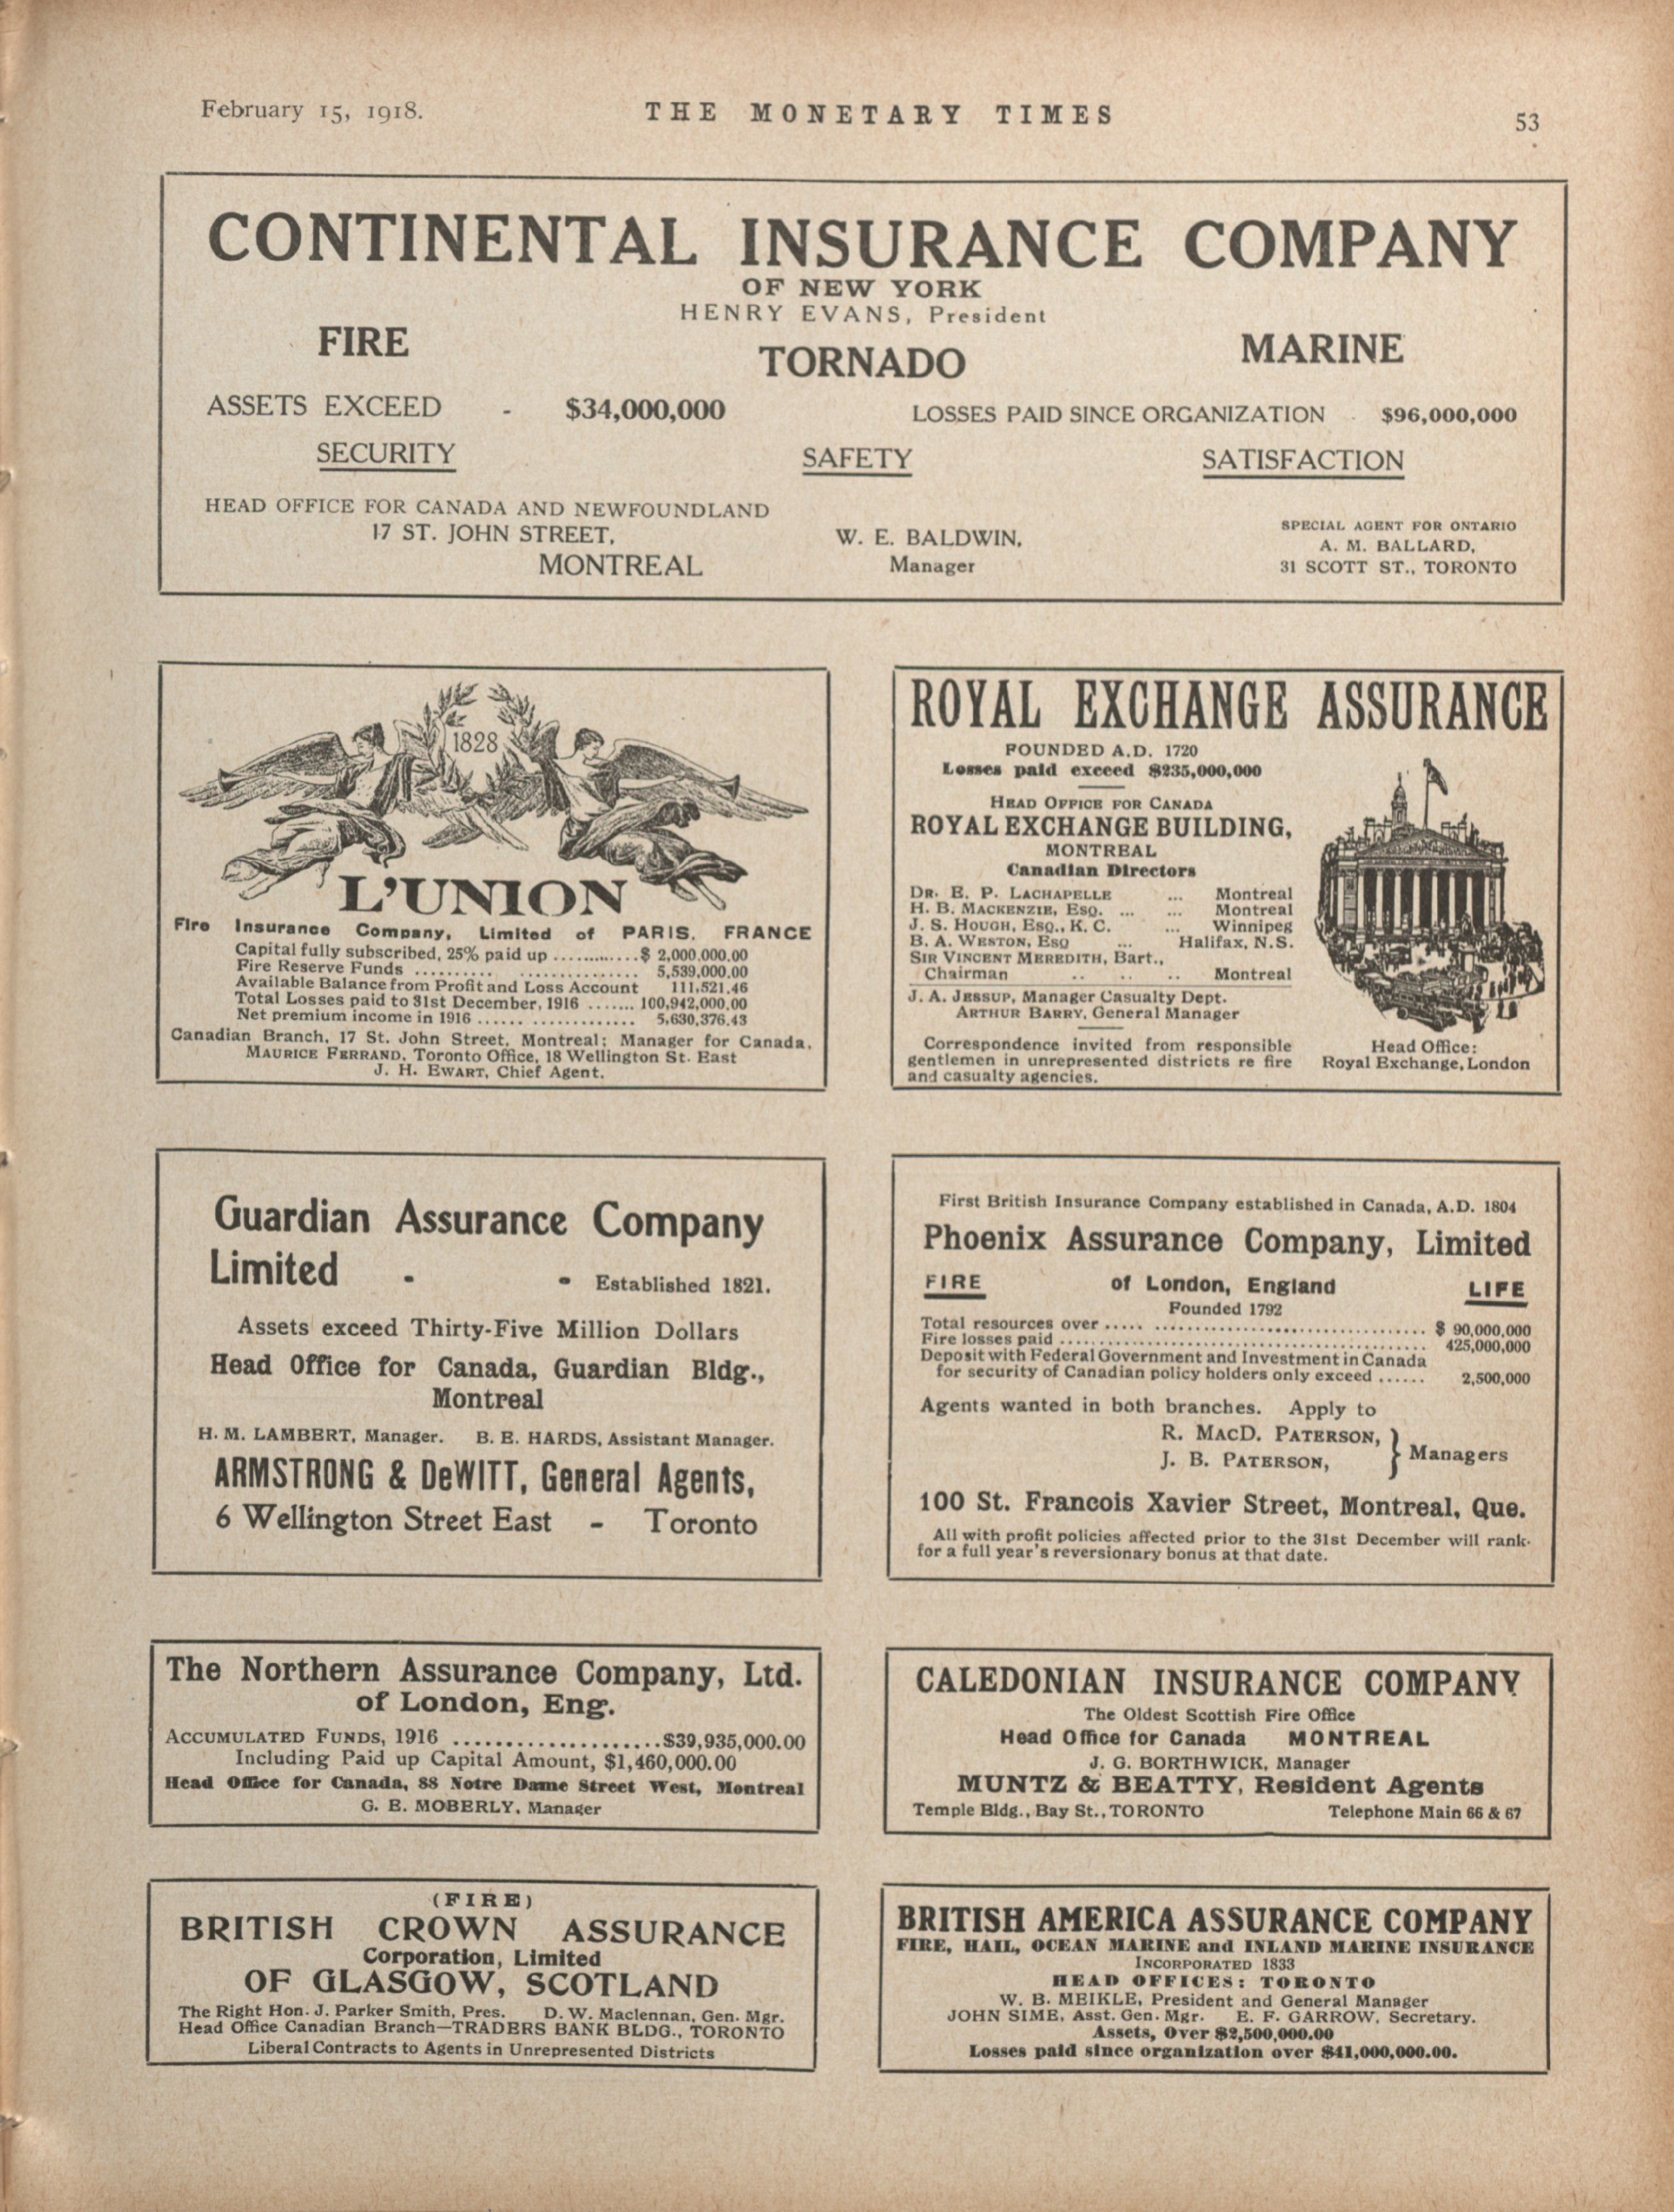 February 15, 1918.
THE MONETARY TIMES
53
CONTINENTAL INSURANCE COMPANY
OF NEW YORK
HENRY EVANS, President
FIRE
TORNADO
MARINE
ASSETS EXCEED - $34,000,000
LOSSES PAID SINCE ORGANIZATION - $96,000,000
SECURITY
SAFETY
SATISFACTION
HEAD OFFICE FOR CANADA AND NEWFOUNDLAND
17 ST. JOHN STREET,
MONTREAL
W. E. BALDWIN,
Manager
SPECIAL AGENT FOR ONTARIO
A. M. BALLARD,
31 SCOTT ST., TORONTO
1828
L'UNION
Fire Insurance Company, Limited of PARIS, FRANCE
Capital fully subscribed, 25% paid up ............. $ 2,000,000.00
Fire Reserve Funds .......... ............... 5,539,000.00
Available Balance from Profit and Loss Account 111,521.46
Total Losses paid to 31st December, 1916 ....... 100,942,000.00
Net premium income in 1916 ...... ............. 5,630,376.43
Canadian Branch, 17 St. John Street, Montreal; Manager for Canada,
MAURICE FERRAND. Toronto Office, 18 Wellington St. East
J. H. EWART, Chief Agent.
ROYAL EXCHANGE ASSURANCE
FOUNDED A.D. 1720
Losses paid exceed $235,000,000
HEAD OFFICE FOR CANADA
ROYAL EXCHANGE BUILDING,
MONTREAL
Canadian Directors
DR. E. P. LACHAPELLE ... Montreal
H. B. MACKENZIE, ESQ. ... ... Montreal
J. S. HOUGH, ESQ., K. C. ... Winnipeg
B. A. WESTON, ESQ ... Halifax, N.S.
SIR VINCENT MEREDITH, Bart.,
Chairman .. .. .. Montreal
J. A. JESSUP, Manager Casualty Dept.
ARTHUR BARRY, General Manager
Correspondence invited from responsible
gentlemen in unrepresented districts re fire
and casualty agencies.
Head Office:
Royal Exchange, London
Guardian Assurance Company
Limited - - Established 1821.
Assets exceed Thirty-Five Million Dollars
Head Office for Canada, Guardian Bldg.,
Montreal
H. M. LAMBERT, Manager. B. E. HARDS, Assistant Manager.
ARMSTRONG & DeWITT, General Agents,
6 Wellington Street East - Toronto
First British Insurance Company established in Canada, A.D. 1804
Phoenix Assurance Company, Limited
FIRE of London, England LIFE
Founded 1792
Total resources over ..... ................................... $ 90,000,000
Fire losses paid ................................................ 425,000,000
Deposit with Federal Government and Investment in Canada
for security of Canadian policy holders only exceed ...... 2,500,000
Agents wanted in both branches. Apply to
R. MACD. PATERSON,
J. B. PATERSON,
} Managers
100 St. Francois Xavier Street, Montreal, Que.
All with profit policies affected prior to the 31st December will rank
for a full year's reversionary bonus at that date.
The Northern Assurance Company, Ltd.
of London, Eng.
ACCUMULATED FUNDS, 1916 .................... $39,935,000.00
Including Paid up Capital Amount, $1,460,000.00
Head Office for Canada, 88 Notre Dame Street West, Montreal
G. E. MOBERLY, Manager
CALEDONIAN INSURANCE COMPANY
The Oldest Scottish Fire Office
Head Office for Canada MONTREAL
J. G. BORTHWICK, Manager
MUNTZ & BEATTY, Resident Agents
Temple Bldg., Bay St., TORONTO Telephone Main 66 & 67
(FIRE)
BRITISH CROWN ASSURANCE
Corporation, Limited
OF GLASGOW, SCOTLAND
The Right Hon. J. Parker Smith, Pres. D. W. Maclennan, Gen. Mgr.
Head Office Canadian Branch—TRADERS BANK BLDG., TORONTO
Liberal Contracts to Agents in Unrepresented Districts
BRITISH AMERICA ASSURANCE COMPANY
FIRE, HAIL, OCEAN MARINE and INLAND MARINE INSURANCE
INCORPORATED 1833
HEAD OFFICES: TORONTO
W. B. MEIKLE, President and General Manager
JOHN SIME, Asst. Gen. Mgr. E. F. GARROW, Secretary.
Assets, Over $2,500,000.00
Losses paid since organization over $41,000,000.00.